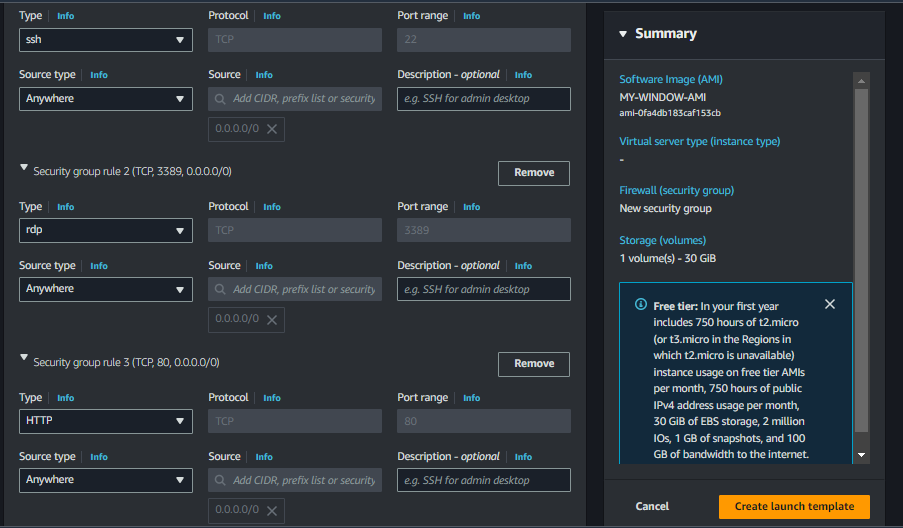 Type Info Protocol Port range Info
ssh TCP 22
Source type Info Source Info Description - optional Info
Anywhere Add CIDR, prefix list or security e.g. SSH for admin desktop
0.0.0.0/0
Security group rule 2 (TCP, 3389, 0.0.0.0/0) Remove
Type Info Protocol Info Port range Info
rdp TCP 3389
Source type Info Source Info Description - optional Info
Anywhere Add CIDR, prefix list or security e.g. SSH for admin desktop
0.0.0.0/0
Security group rule 3 (TCP, 80, 0.0.0.0/0) Remove
Type Info Protocol Info Port range Info
HTTP TCP 80
Source type Info Source Info Description - optional Info
Anywhere Add CIDR, prefix list or security e.g. SSH for admin desktop
0.0.0.0/0
Summary
Software Image (AMI)
MY-WINDOW-AMI
ami-0fa4db183caf153cb
Virtual server type (instance type)
-
Firewall (security group)
New security group
Storage (volumes)
1 volume(s) - 30 GiB
Free tier: In your first year
includes 750 hours of t2.micro
(or t3.micro in the Regions in
which t2.micro is unavailable)
instance usage on free tier AMIs
per month, 750 hours of public
IPv4 address usage per month,
30 GiB of EBS storage, 2 million
IOs, 1 GB of snapshots, and 100
GB of bandwidth to the internet.
Cancel Create launch template